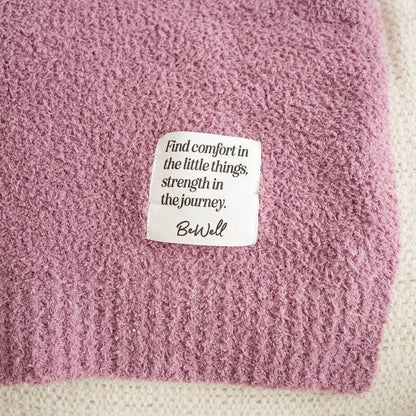 Find comfort in
the little things,
strength in
the journey.
BeWell